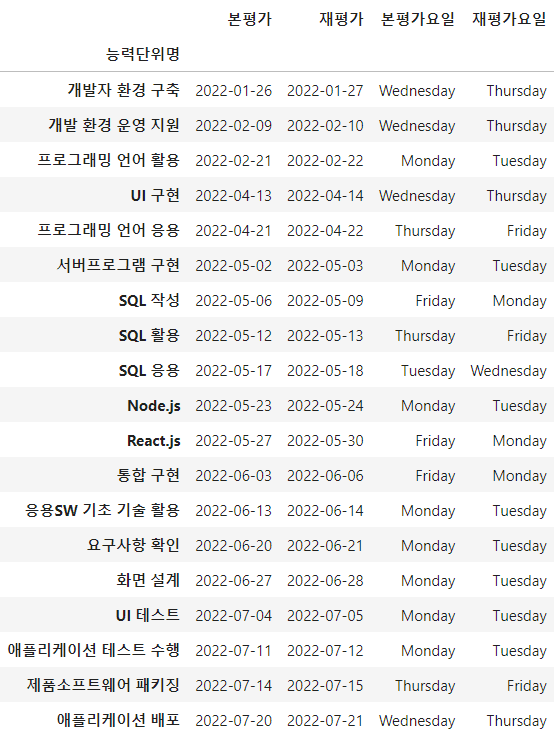 본평가 재평가 본평가요일 재평가요일
능력단위명
개발자 환경 구축 2022-01-26 2022-01-27 Wednesday Thursday
개발 환경 운영 지원 2022-02-09 2022-02-10 Wednesday Thursday
프로그래밍 언어 활용 2022-02-21 2022-02-22 Monday Tuesday
UI 구현 2022-04-13 2022-04-14 Wednesday Thursday
프로그래밍 언어 응용 2022-04-21 2022-04-22 Thursday Friday
서버프로그램 구현 2022-05-02 2022-05-03 Monday Tuesday
SQL 작성 2022-05-06 2022-05-09 Friday Monday
SQL 활용 2022-05-12 2022-05-13 Thursday Friday
SQL 응용 2022-05-17 2022-05-18 Tuesday Wednesday
Node.js 2022-05-23 2022-05-24 Monday Tuesday
React.js 2022-05-27 2022-05-30 Friday Monday
통합 구현 2022-06-03 2022-06-06 Friday Monday
응용SW 기초 기술 활용 2022-06-13 2022-06-14 Monday Tuesday
요구사항 확인 2022-06-20 2022-06-21 Monday Tuesday
화면 설계 2022-06-27 2022-06-28 Monday Tuesday
UI 테스트 2022-07-04 2022-07-05 Monday Tuesday
애플리케이션 테스트 수행 2022-07-11 2022-07-12 Monday Tuesday
제품소프트웨어 패키징 2022-07-14 2022-07-15 Thursday Friday
애플리케이션 배포 2022-07-20 2022-07-21 Wednesday Thursday